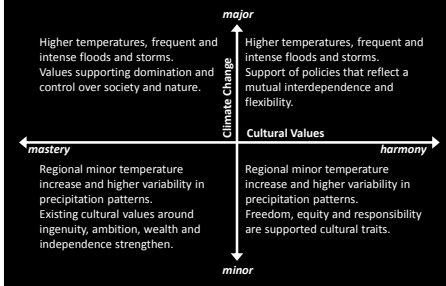 major
Higher temperatures, frequent and
intense floods and storms.
Values supporting domination and
control over society and nature.
Climate Change
Higher temperatures, frequent and
intense floods and storms.
Support of policies that reflect a
mutual interdependence and
flexibility.
Cultural Values
mastery
harmony
Regional minor temperature
increase and higher variability in
precipitation patterns.
Existing cultural values around
ingenuity, ambition, wealth and
independence strengthen.
Regional minor temperature
increase and higher variability in
precipitation patterns.
Freedom, equity and responsibility
are supported cultural traits.
minor